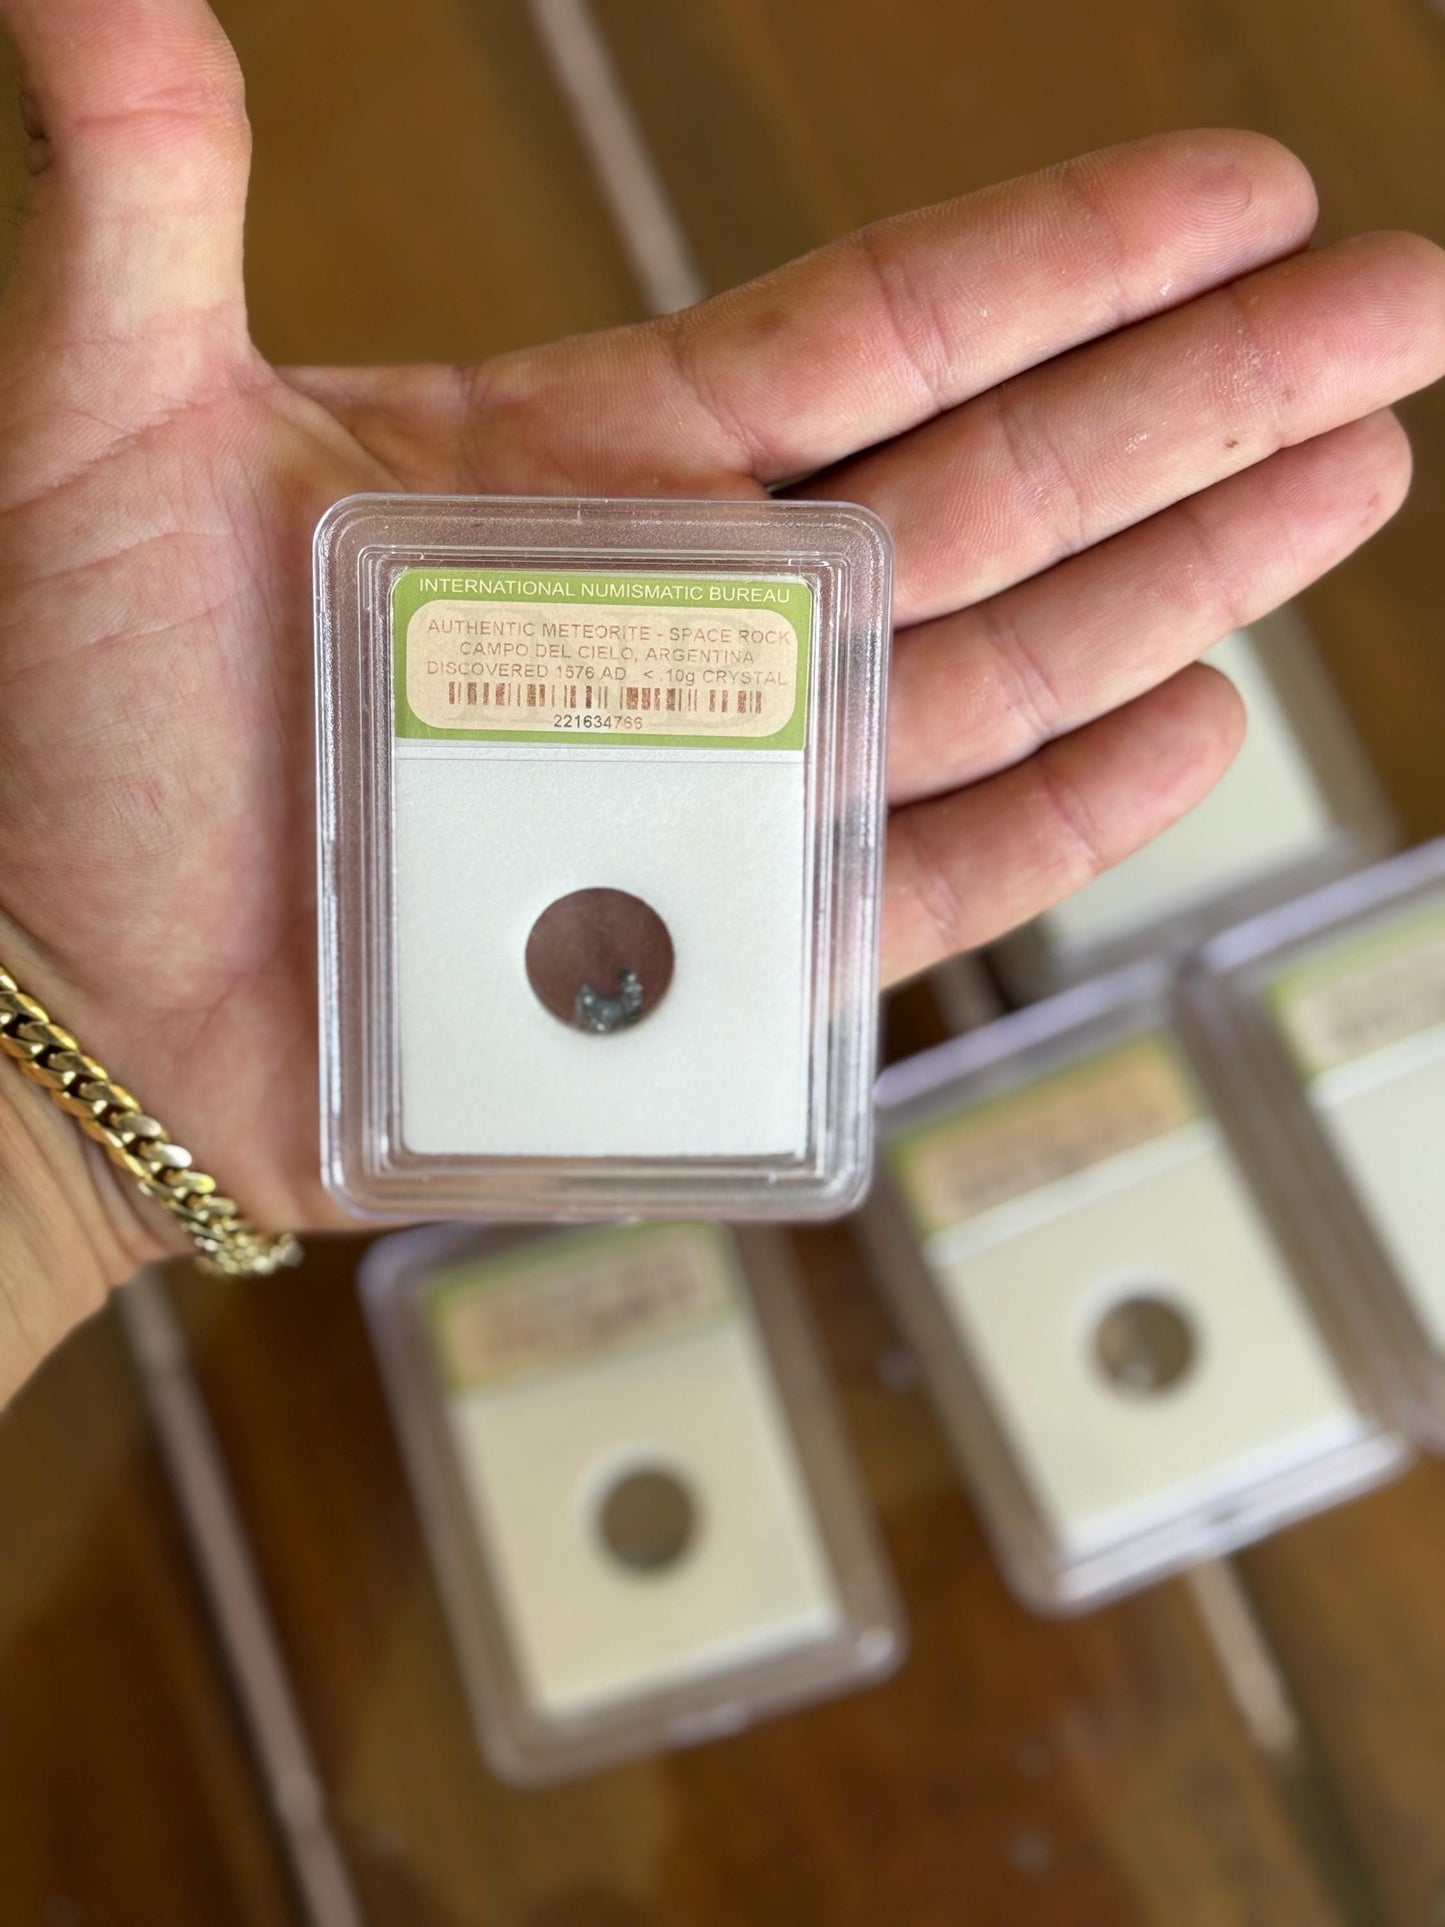 INTERNATIONAL NUMISMATIC BUREAU
AUTHENTIC METEORITE - SPACE ROCK
CAMPO DEL CIELO, ARGENTINA
DISCOVERED 1576 AD < .10g CRYSTAL
221634766